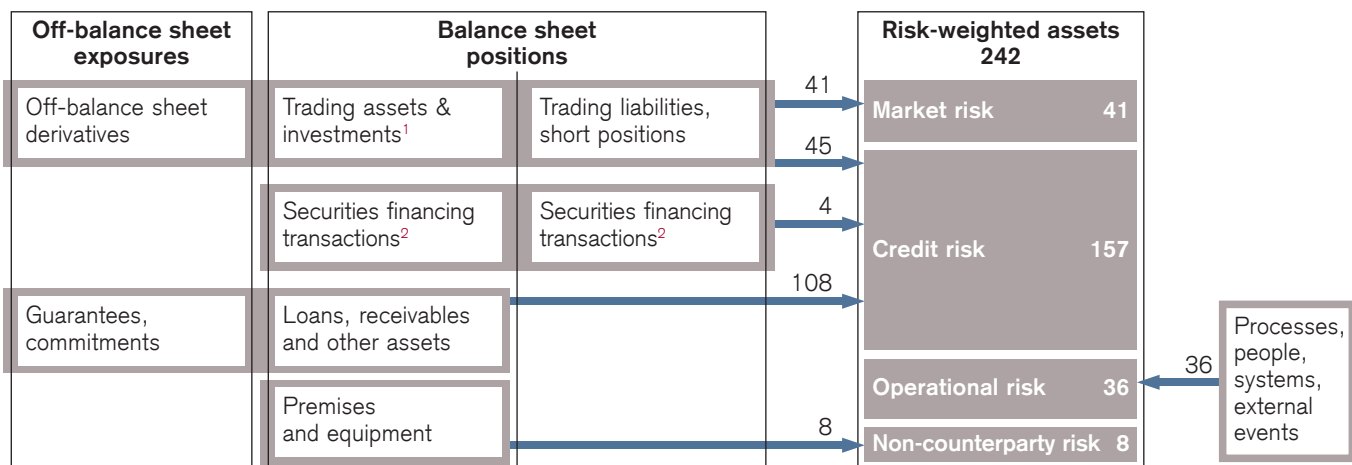 Off-balance sheet
exposures
Balance sheet
positions
Risk-weighted assets
242
Off-balance sheet
derivatives
Trading assets &
investments1
Trading liabilities,
short positions
41
45
Market risk 41
Securities financing
transactions2
Securities financing
transactions2
4
Credit risk 157
108
Guarantees,
commitments
Loans, receivables
and other assets
Operational risk 36
36
Processes,
people,
systems,
external
events
Premises
and equipment
8
Non-counterparty risk 8